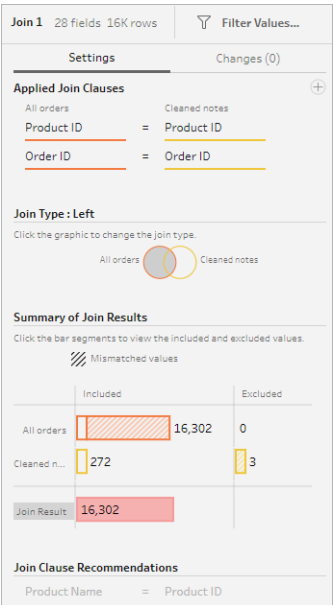 Join 1 28 fields 16K rows Filter Values...
Settings Changes (0)
Applied Join Clauses
All orders Cleaned notes
Product ID = Product ID
Order ID = Order ID
Join Type : Left
Click the graphic to change the join type.
All orders Cleaned notes
Summary of Join Results
Click the bar segments to view the included and excluded values.
Mismatched values
Included Excluded
All orders 16,302 0
Cleaned n... 272 3
Join Result 16,302
Join Clause Recommendations
Product Name = Product ID